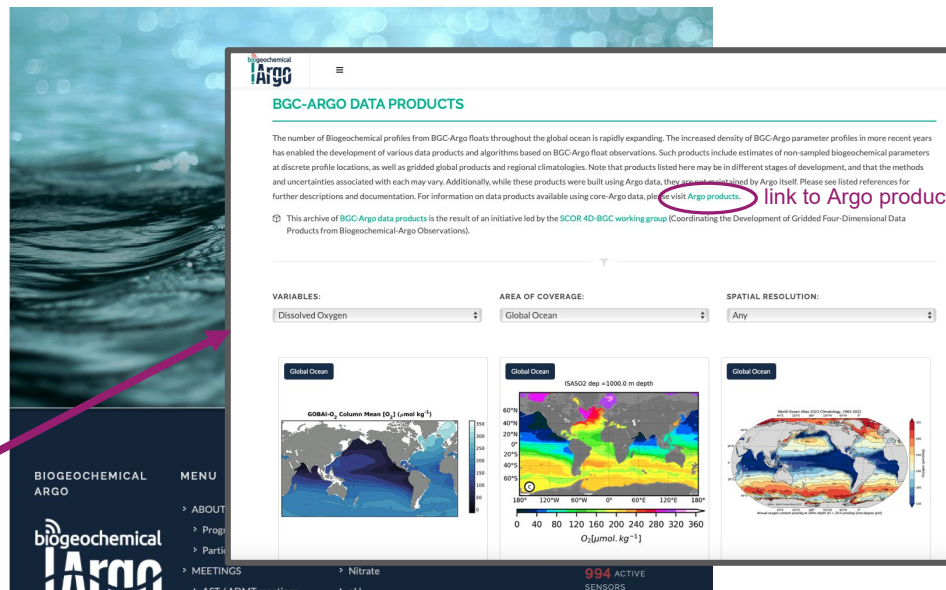 biogeochemical
Argo
BGC-ARGO DATA PRODUCTS
The number of Biogeochemical profiles from BGC-Argo floats throughout the global ocean is rapidly expanding. The increased density of BGC-Argo parameter profiles in more recent years
has enabled the development of various data products and algorithms based on BGC-Argo float observations. Such products include estimates of non-sampled biogeochemical parameters
at discrete profile locations, as well as gridded global products and regional climatologies. Note that products listed here may be in different stages of development, and that the methods
and uncertainties associated with each may vary. Additionally, while these products were built using Argo data, they are not maintained by Argo itself. Please see listed references for
further descriptions and documentation. For information on data products available using core-Argo data, please visit Argo products.
link to Argo product
This archive of BGC-Argo data products is the result of an initiative led by the SCOR 4D-BGC working group (Coordinating the Development of Gridded Four-Dimensional Data
Products from Biogeochemical-Argo Observations).
VARIABLES:
Dissolved Oxygen
AREA OF COVERAGE:
Global Ocean
SPATIAL RESOLUTION:
Any
Global Ocean
GOBAI-O₂ Column Mean [O₂] (μmol kg⁻¹)
350
300
250
200
150
100
50
0
Global Ocean
ISASO2 dep =1000.0 m depth
60°N
40°N
20°N
0°
20°S
40°S
60°S
C
180° 120°W 60°W 0° 60°E 120°E 180°
0 40 80 120 160 200 240 280 320 360
O₂[μmol. kg⁻¹]
Global Ocean
World Ocean Atlas 2023 Climatology, 1965-2022
BIOGEOCHEMICAL
ARGO
biogeochemical
Argo
MENU
> ABOUT
> MEETINGS
> Nitrate
994 ACTIVE
SENSORS